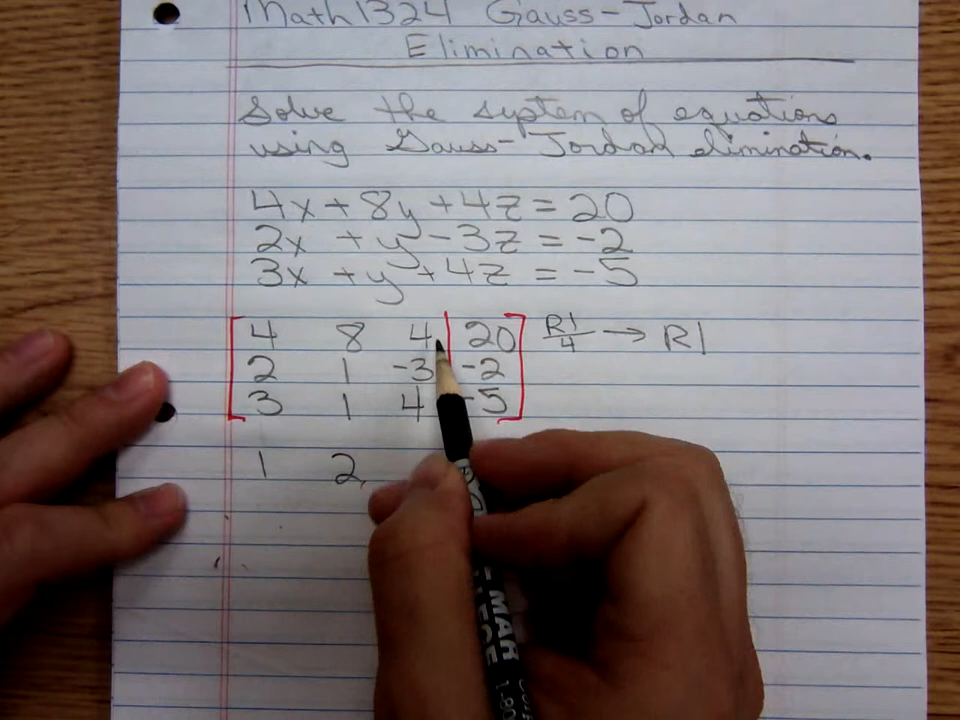 Math 1324 Gauss-Jordan
Elimination
Solve the system of equations
using Gauss-Jordan elimination.
4x + 8y + 4z = 20
2x + y - 3z = -2
3x + y + 4z = -5
4 8 4 20 R1/4 → R1
2 1 -3 -2
3 1 4 -5
1 2
MAR